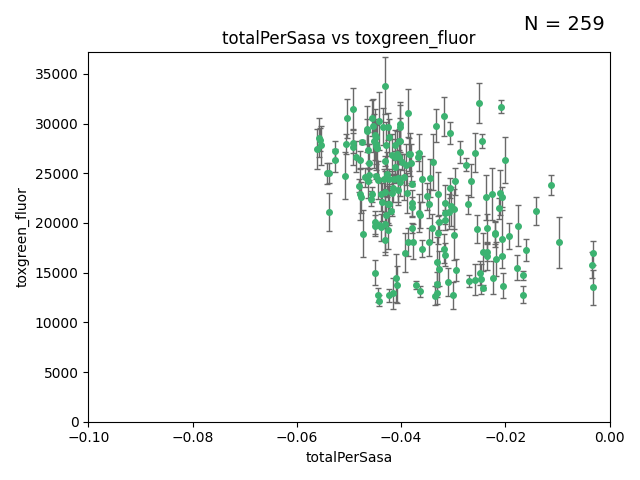 N = 259
totalPerSasa vs toxgreen_fluor
35000
30000
25000
20000
15000
10000
5000
0
toxgreen_fluor
−0.10 −0.08 −0.06 −0.04 −0.02 0.00
totalPerSasa